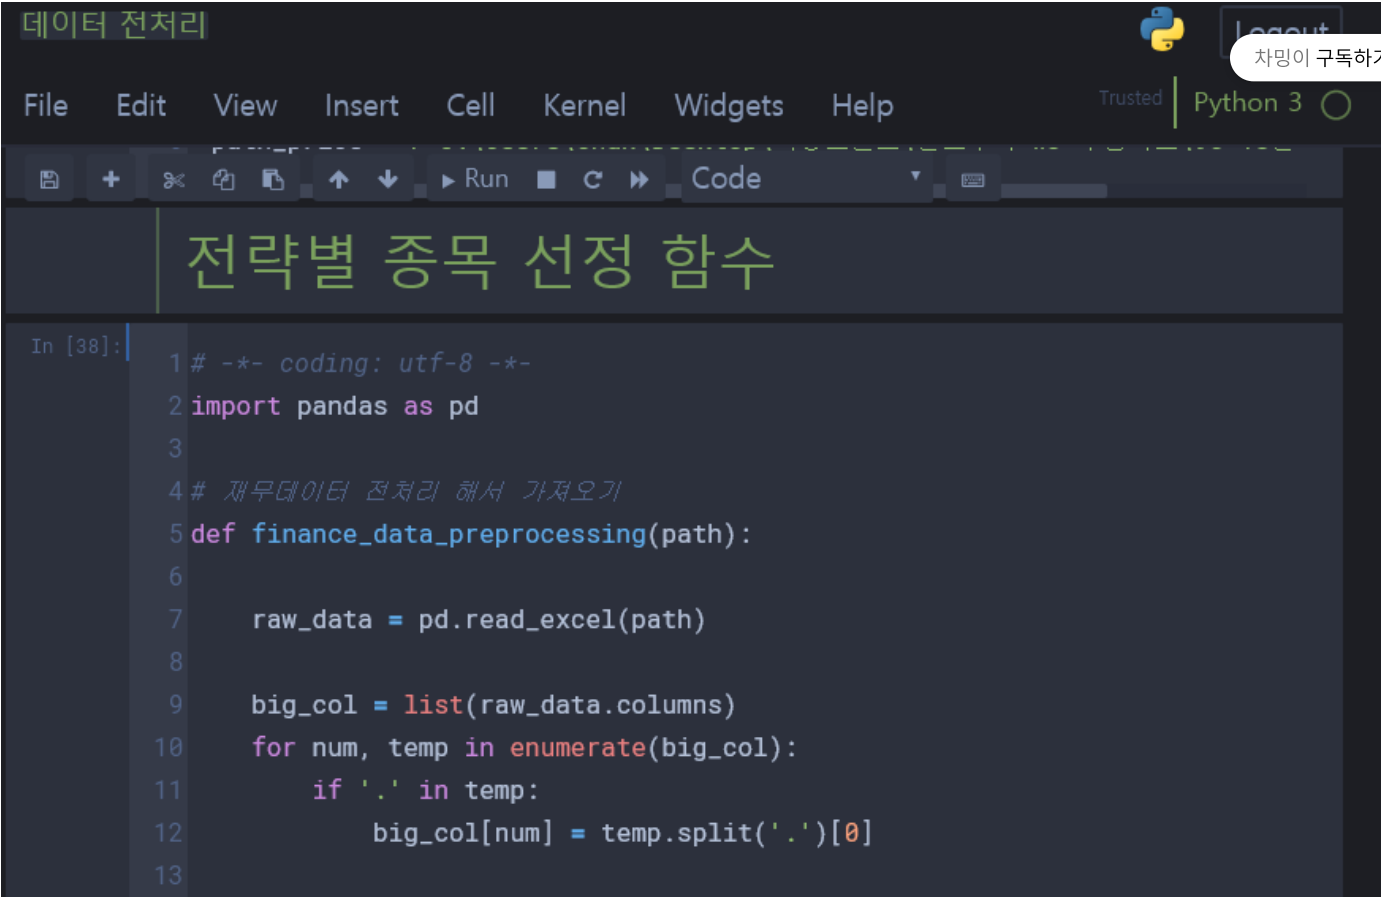 데이터 전처리
Logout
차밍이 구독하기
File Edit View Insert Cell Kernel Widgets Help
Trusted
Python 3
Run
Code
전략별 종목 선정 함수
In [38]:
1 # -*- coding: utf-8 -*-
2 import pandas as pd
3
4 # 재무데이터 전처리 해서 가져오기
5 def finance_data_preprocessing(path):
6
7 raw_data = pd.read_excel(path)
8
9 big_col = list(raw_data.columns)
10 for num, temp in enumerate(big_col):
11 if '.' in temp:
12 big_col[num] = temp.split('.')[0]
13